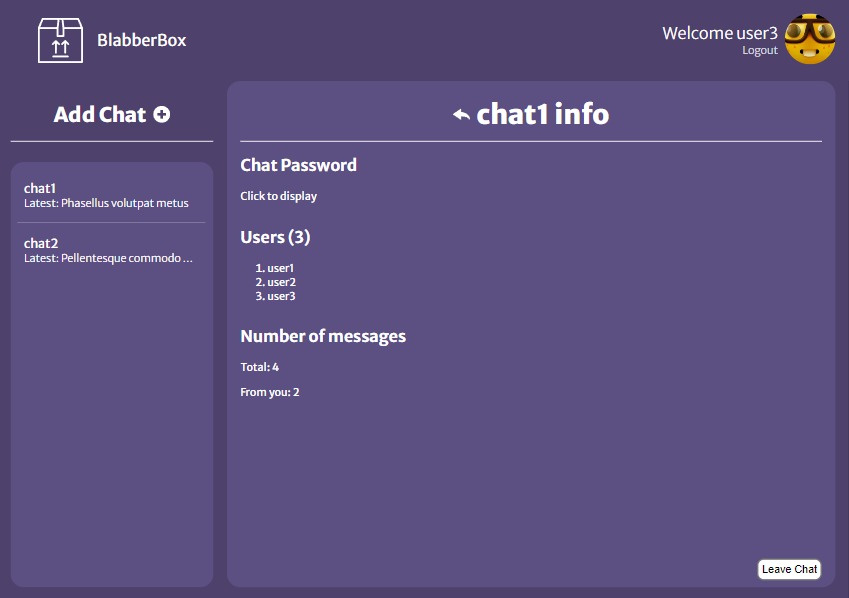 BlabberBox
Welcome user3
Logout
Add Chat
chat1
Latest: Phasellus volutpat metus
chat2
Latest: Pellentesque commodo ...
chat1 info
Chat Password
Click to display
Users (3)
1. user1
2. user2
3. user3
Number of messages
Total: 4
From you: 2
Leave Chat